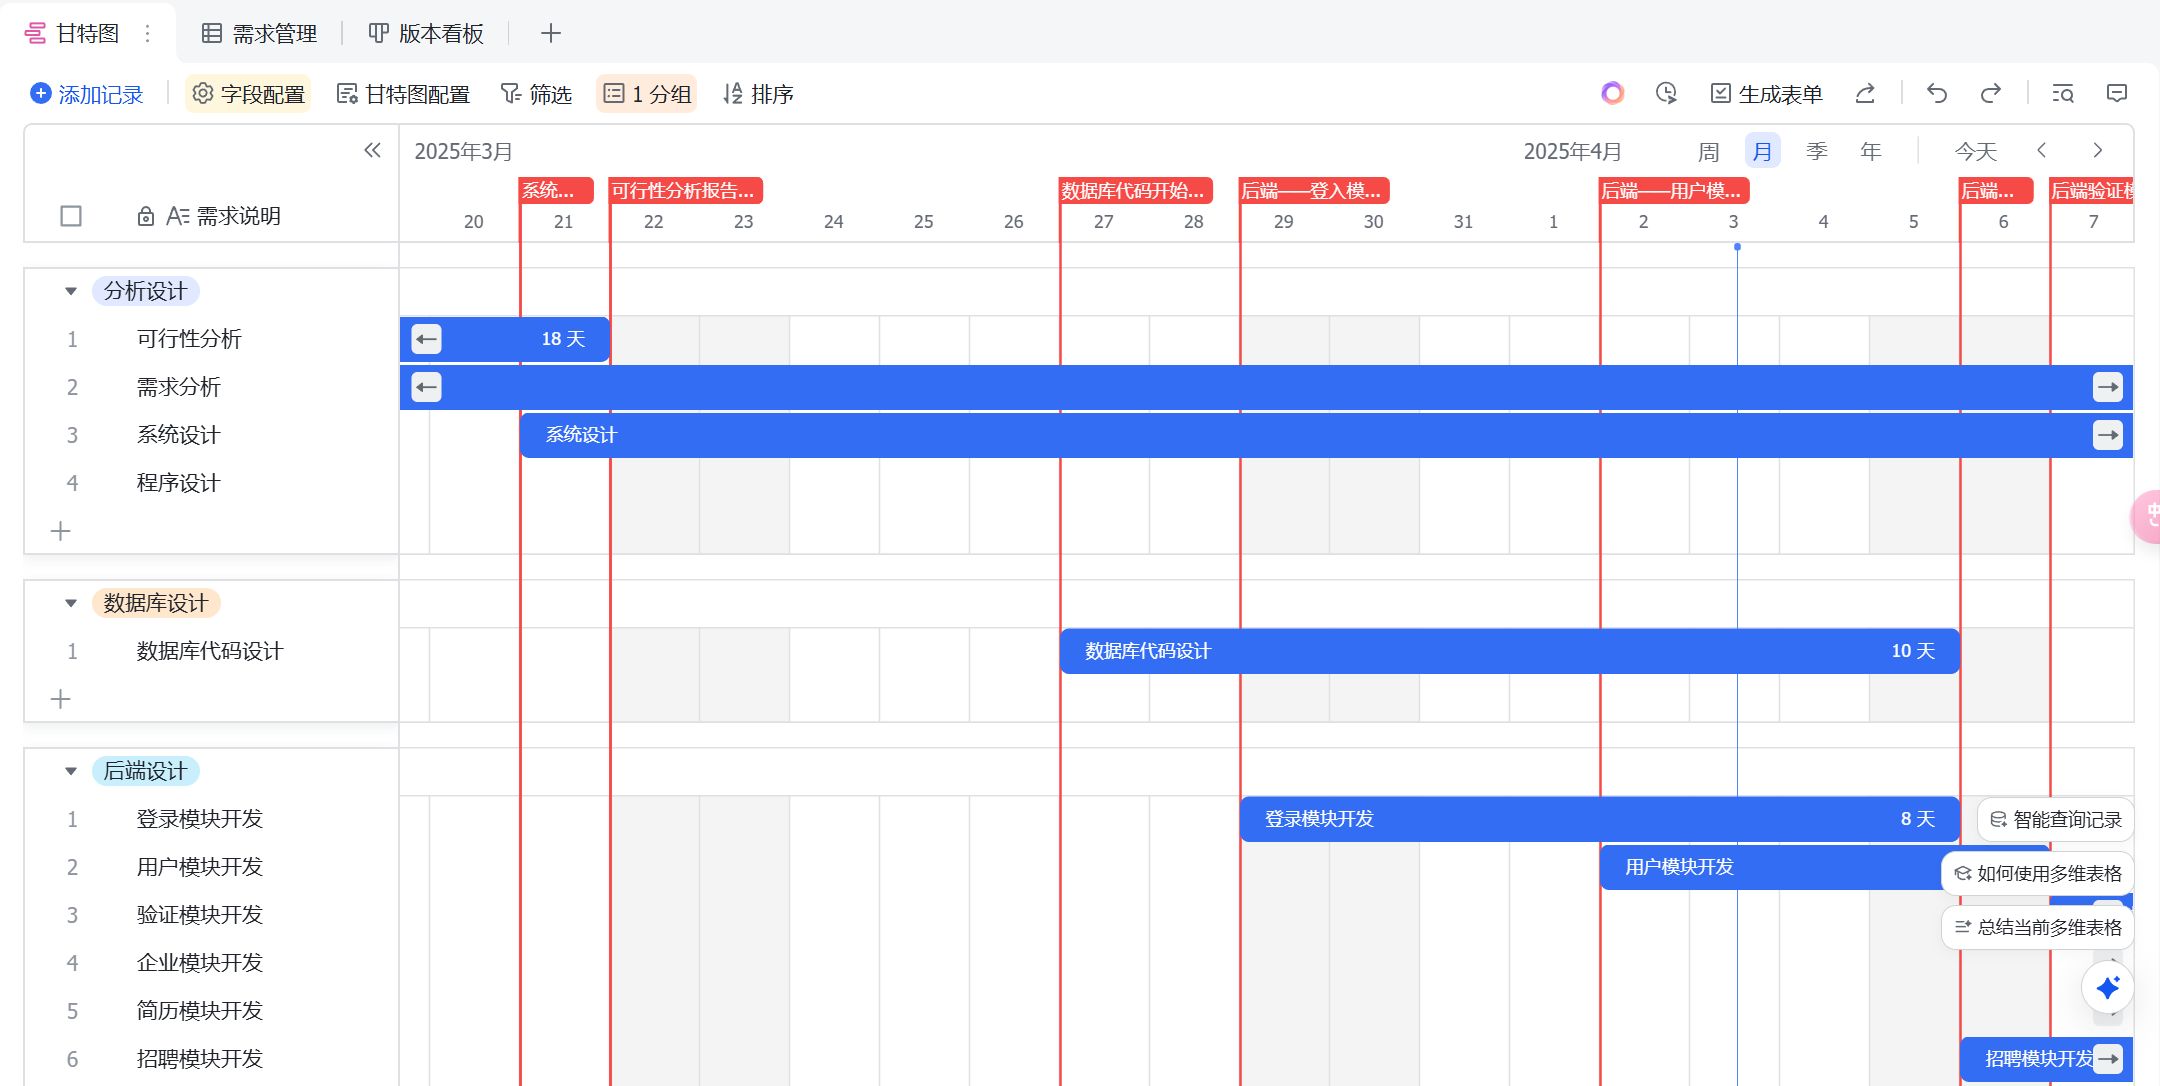 甘特图 需求管理 版本看板
添加记录 字段配置 甘特图配置 筛选 1 分组 排序 生成表单
2025年3月 2025年4月 周 月 季 年 今天
系统... 可行性分析报告... 数据库代码开始... 后端——登入模... 后端——用户模... 后端... 后端验证模
需求说明 20 21 22 23 24 25 26 27 28 29 30 31 1 2 3 4 5 6 7
分析设计
1 可行性分析 18 天
2 需求分析
3 系统设计 系统设计
4 程序设计
数据库设计
1 数据库代码设计 数据库代码设计 10 天
后端设计
1 登录模块开发 登录模块开发 8 天 智能查询记录
2 用户模块开发 用户模块开发 如何使用多维表格
3 验证模块开发 总结当前多维表格
4 企业模块开发
5 简历模块开发
6 招聘模块开发 招聘模块开发